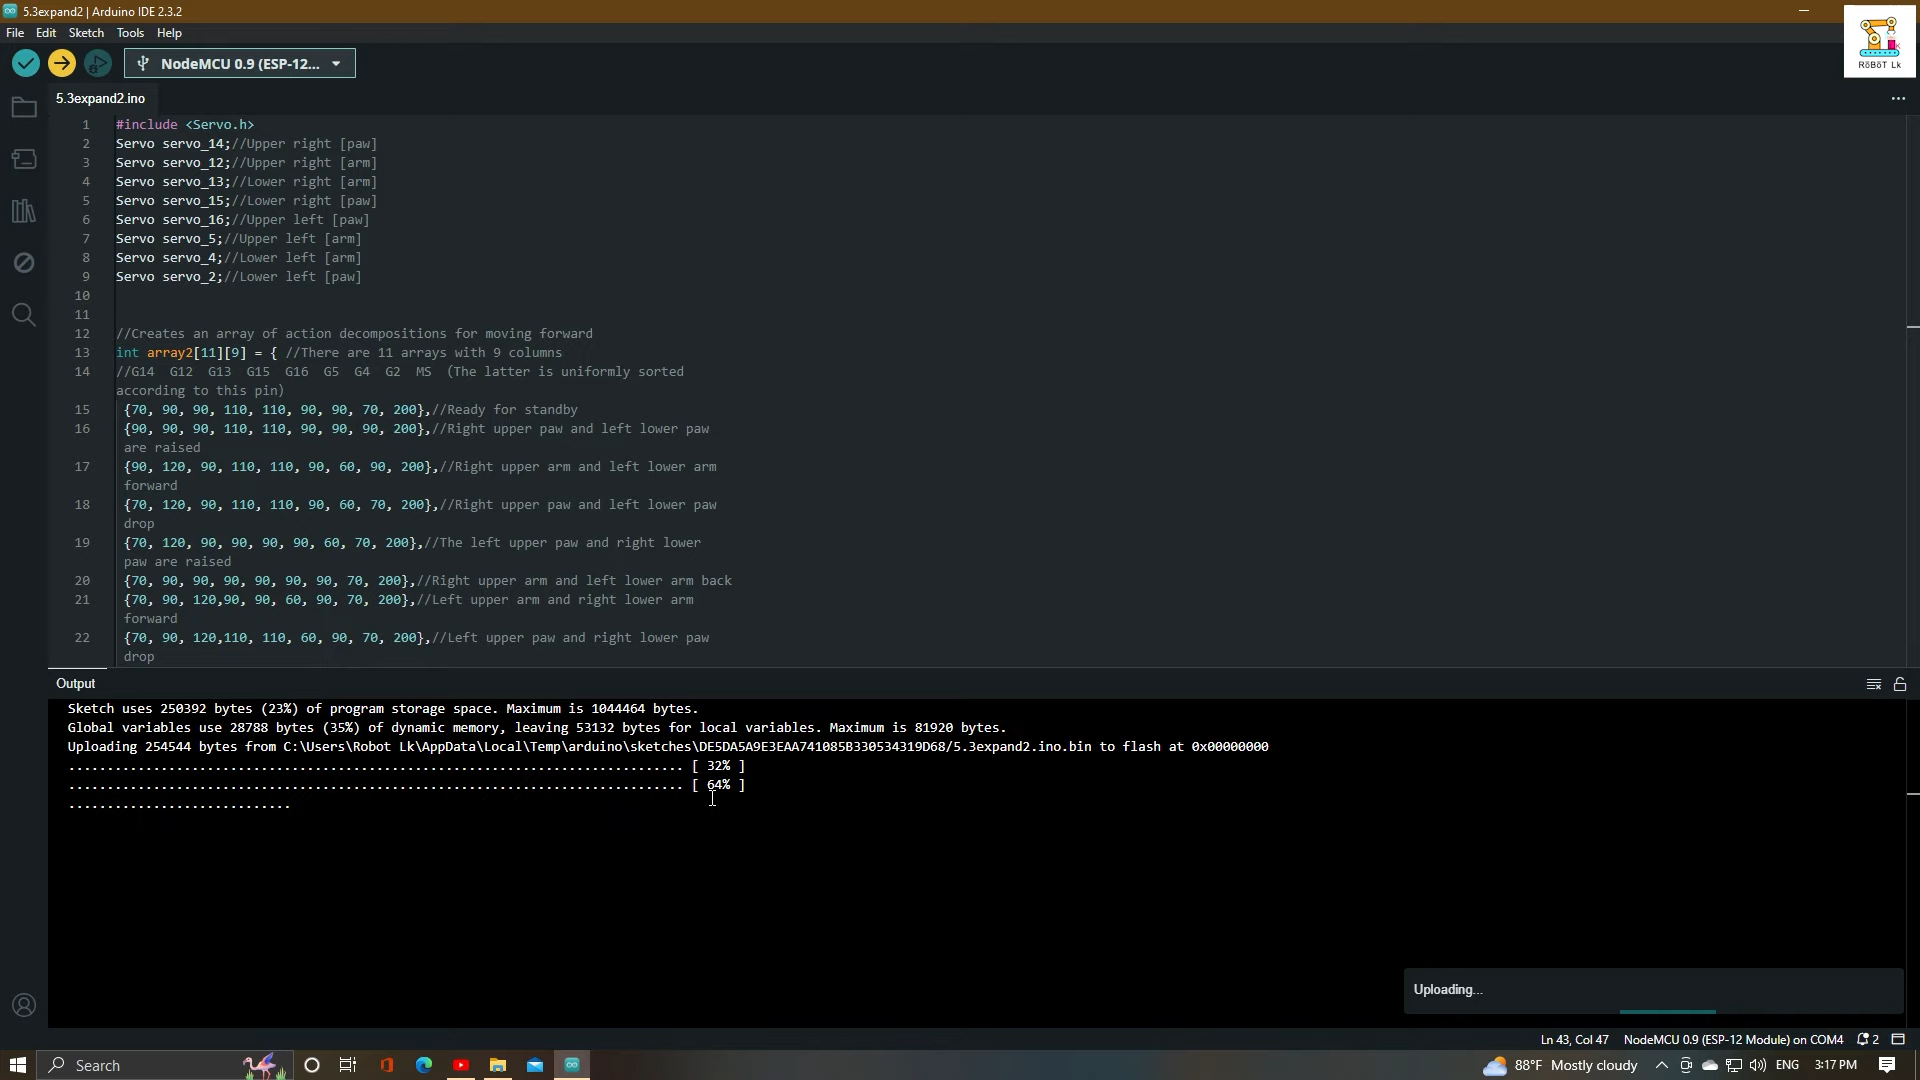 5.3expand2 | Arduino IDE 2.3.2
File Edit Sketch Tools Help
RöBöT Lk
NodeMCU 0.9 (ESP-12...
5.3expand2.ino
1 #include <Servo.h>
2 Servo servo_14;//Upper right [paw]
3 Servo servo_12;//Upper right [arm]
4 Servo servo_13;//Lower right [arm]
5 Servo servo_15;//Lower right [paw]
6 Servo servo_16;//Upper left [paw]
7 Servo servo_5;//Upper left [arm]
8 Servo servo_4;//Lower left [arm]
9 Servo servo_2;//Lower left [paw]
10
11
12 //Creates an array of action decompositions for moving forward
13 int array2[11][9] = { //There are 11 arrays with 9 columns
14 //G14 G12 G13 G15 G16 G5 G4 G2 MS (The latter is uniformly sorted
according to this pin)
15 {70, 90, 90, 110, 110, 90, 90, 70, 200},//Ready for standby
16 {90, 90, 90, 110, 110, 90, 90, 90, 200},//Right upper paw and left lower paw
are raised
17 {90, 120, 90, 110, 110, 90, 60, 90, 200},//Right upper arm and left lower arm
forward
18 {70, 120, 90, 110, 110, 90, 60, 70, 200},//Right upper paw and left lower paw
drop
19 {70, 120, 90, 90, 90, 90, 60, 70, 200},//The left upper paw and right lower
paw are raised
20 {70, 90, 90, 90, 90, 90, 90, 70, 200},//Right upper arm and left lower arm back
21 {70, 90, 120,90, 90, 60, 90, 70, 200},//Left upper arm and right lower arm
forward
22 {70, 90, 120,110, 110, 60, 90, 70, 200},//Left upper paw and right lower paw
drop
Output
Sketch uses 250392 bytes (23%) of program storage space. Maximum is 1044464 bytes.
Global variables use 28788 bytes (35%) of dynamic memory, leaving 53132 bytes for local variables. Maximum is 81920 bytes.
Uploading 254544 bytes from C:\Users\Robot Lk\AppData\Local\Temp\arduino\sketches\DE5DA5A9E3EAA741085B330534319D68/5.3expand2.ino.bin to flash at 0x00000000
................................................................................ [ 32% ]
................................................................................ [ 64% ]
.............................
Uploading...
Ln 43, Col 47 NodeMCU 0.9 (ESP-12 Module) on COM4 2
Search
88°F Mostly cloudy ENG 3:17 PM